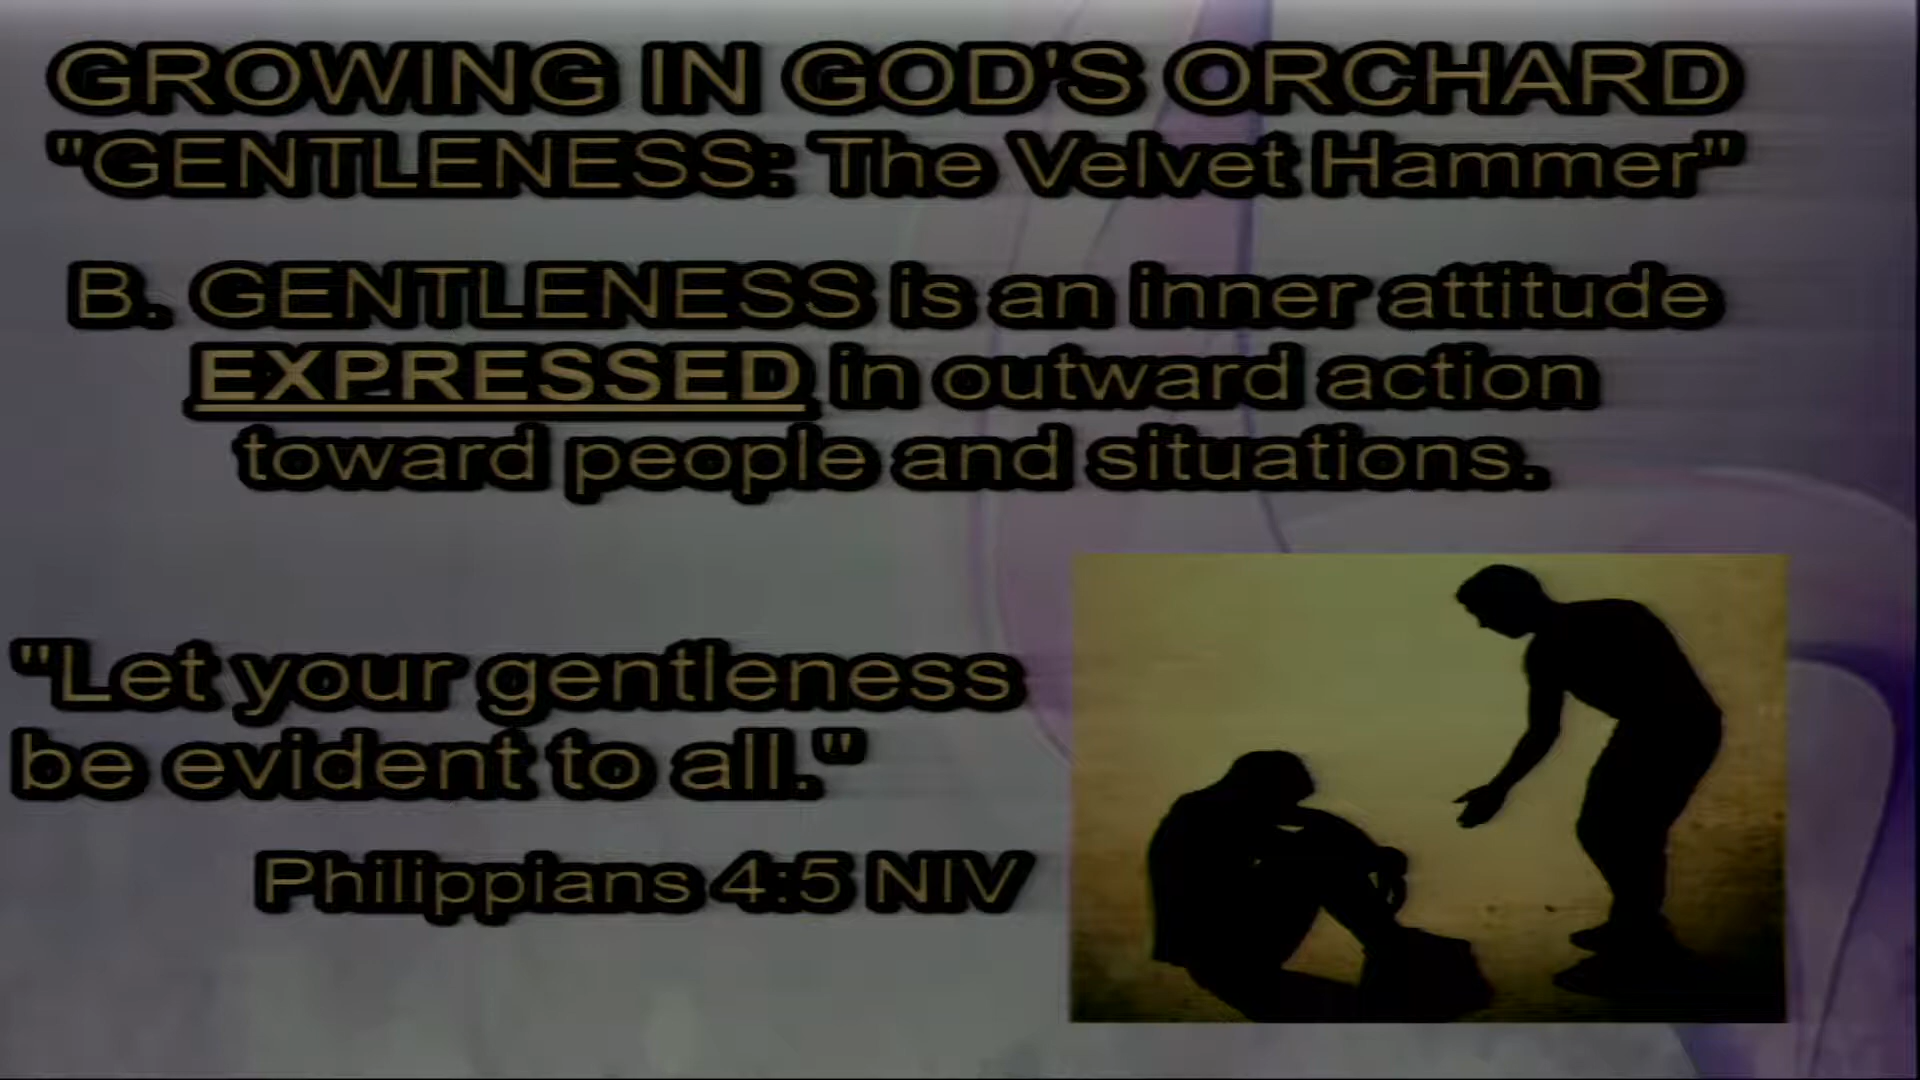 GROWING IN GOD'S ORCHARD
"GENTLENESS: The Velvet Hammer"
B. GENTLENESS is an inner attitude
EXPRESSED in outward action
toward people and situations.
"Let your gentleness
be evident to all."
Philippians 4:5 NIV